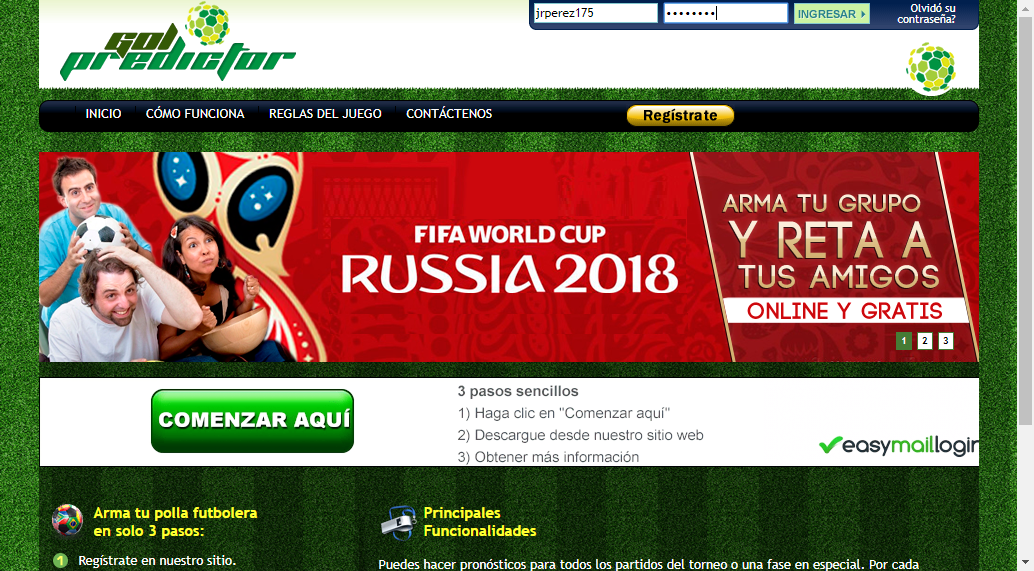 Gol
predictor
jrperez175
••••••••
INGRESAR
Olvidó su
contraseña?
INICIO
CÓMO FUNCIONA
REGLAS DEL JUEGO
CONTÁCTENOS
Regístrate
FIFA WORLD CUP
RUSSIA 2018
ARMA TU GRUPO
Y RETA A
TUS AMIGOS
ONLINE Y GRATIS
1 2 3
COMENZAR AQUÍ
3 pasos sencillos
1) Haga clic en "Comenzar aquí"
2) Descargue desde nuestro sitio web
3) Obtener más información
easymaillogin
Arma tu polla futbolera
en solo 3 pasos:
1 Regístrate en nuestro sitio.
Principales
Funcionalidades
Puedes hacer pronósticos para todos los partidos del torneo o una fase en especial. Por cada